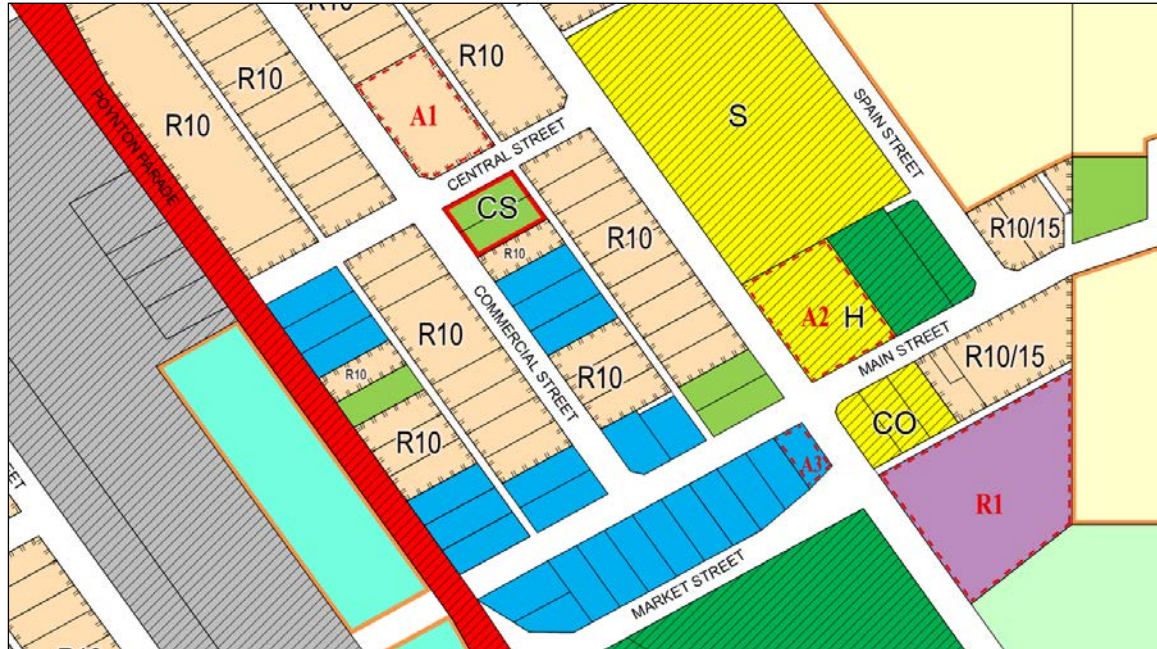 R10
R10
R10
POYNTON PARADE
A1
CENTRAL STREET
S
SPAIN STREET
CS
R10
R10
R10/15
COMMERCIAL STREET
R10
R10
R10
R10
A2
H
MAIN STREET
R10/15
CO
A3
R1
MARKET STREET